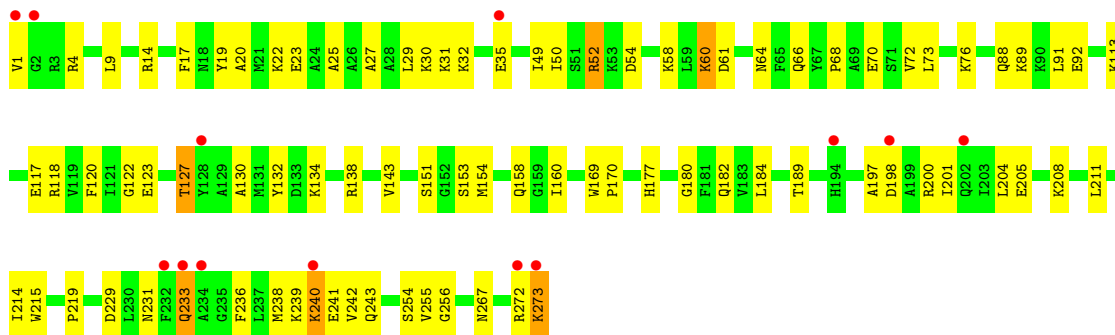 V1 G2 R3 R4 L9 R14 F17 N18 Y19 A20 M21 K22 E23 A24 A25 A26 A27 A28 L29 K30 K31 K32 E35 I49 I50 S51 R52 K53 D54 K58 L59 K60 D61 N64 F65 Q66 Y67 P68 A69 E70 S71 V72 L73 K76 Q88 K89 K90 L91 E92 K113
E117 R118 V119 F120 I121 G122 E123 T127 Y128 A129 A130 M131 Y132 D133 K134 R138 V143 S151 G152 S153 M154 Q158 G159 I160 W169 P170 H177 G180 F181 Q182 V183 L184 T189 H194 A197 D198 A199 R200 I201 Q202 I203 L204 E205 K208 L211
I214 W215 P219 D229 L230 N231 F232 Q233 A234 G235 F236 L237 M238 K239 K240 E241 V242 Q243 S254 V255 G256 N267 R272 K273